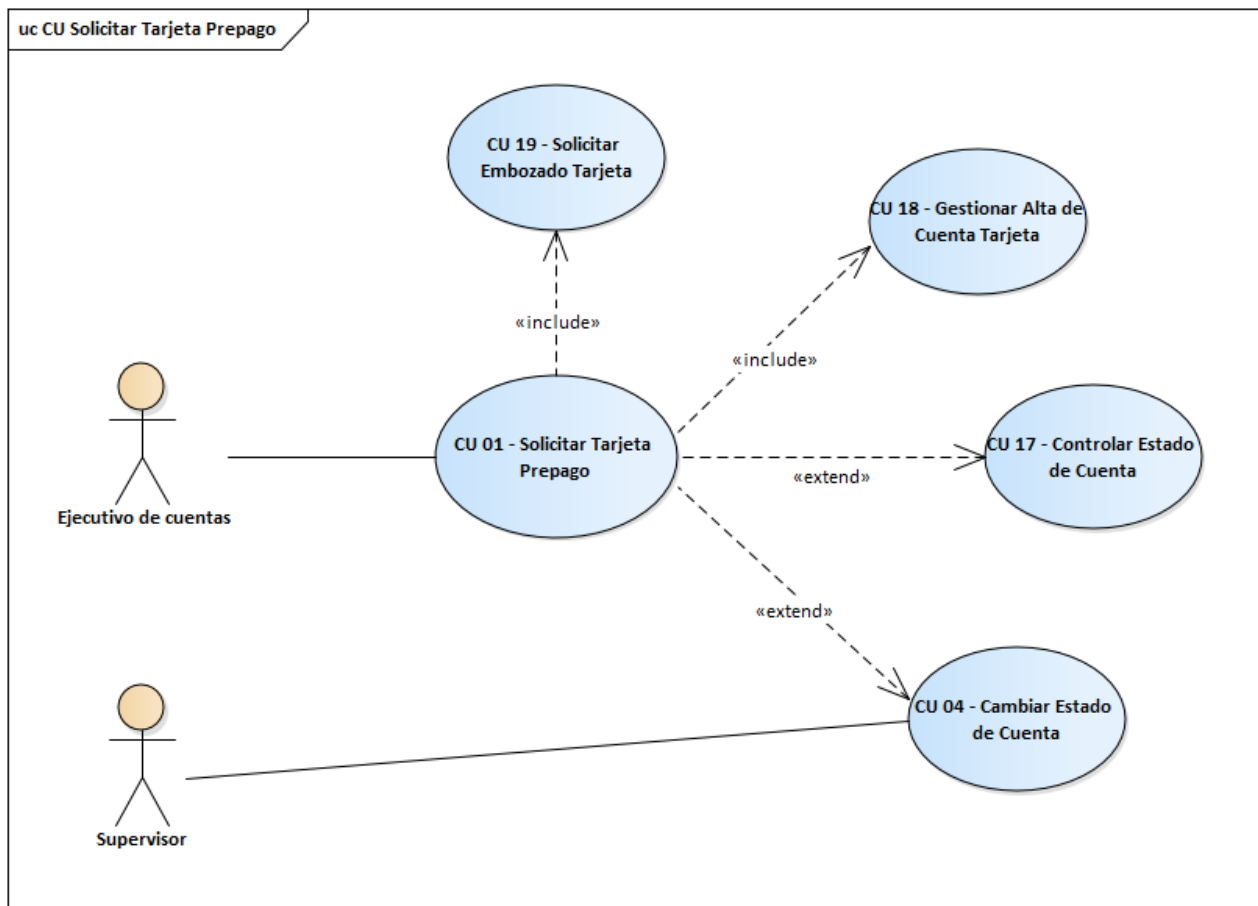 uc CU Solicitar Tarjeta Prepago
CU 19 - Solicitar
Embozado Tarjeta
CU 18 - Gestionar Alta de
Cuenta Tarjeta
«include»
«include»
CU 01 - Solicitar Tarjeta
Prepago
CU 17 - Controlar Estado
de Cuenta
«extend»
Ejecutivo de cuentas
«extend»
CU 04 - Cambiar Estado
de Cuenta
Supervisor